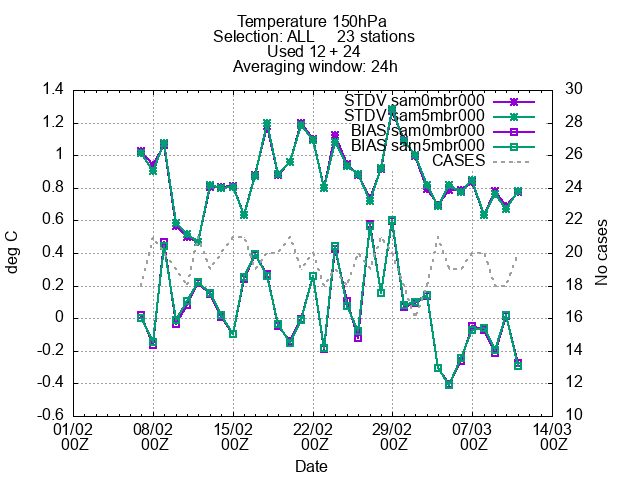 Temperature 150hPa
Selection: ALL 23 stations
Used 12 + 24
Averaging window: 24h
STDV sam0mbr000
STDV sam5mbr000
BIAS sam0mbr000
BIAS sam5mbr000
CASES
deg C
1.4
1.2
1
0.8
0.6
0.4
0.2
0
-0.2
-0.4
-0.6
30
28
26
24
22
20
18
16
14
12
10
No cases
01/02 08/02 15/02 22/02 29/02 07/03 14/03
00Z 00Z 00Z 00Z 00Z 00Z 00Z
Date